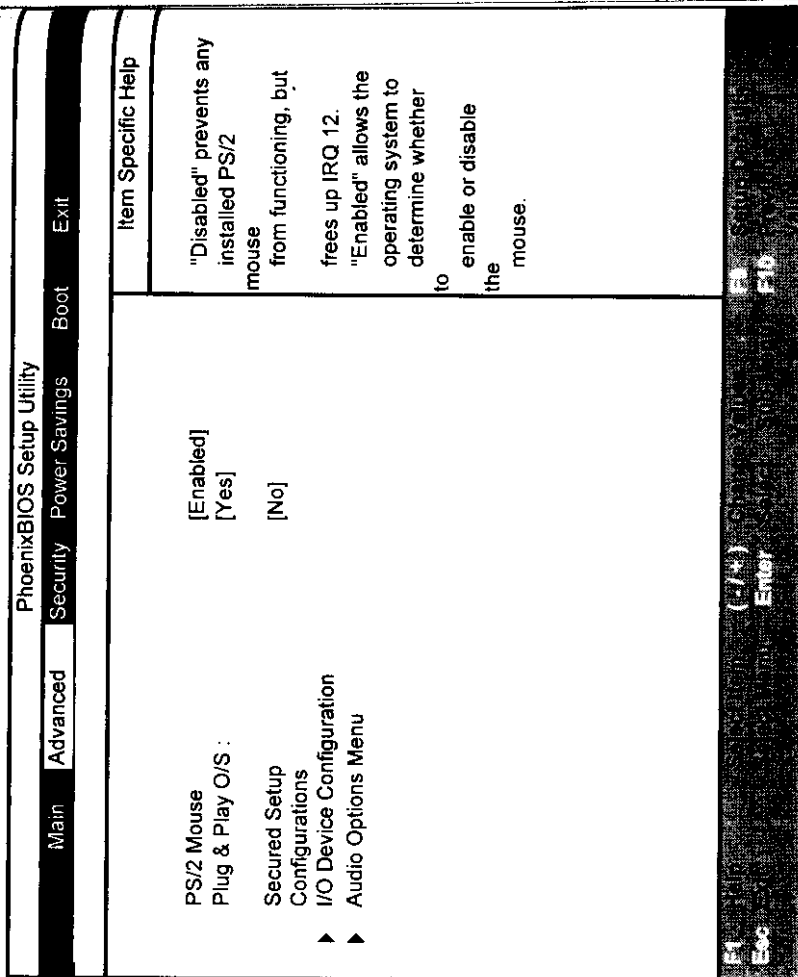 PhoenixBIOS Setup Utility
Main Advanced Security Power Savings Boot Exit
Item Specific Help
PS/2 Mouse [Enabled]
Plug & Play O/S : [Yes]
Secured Setup [No]
Configurations
I/O Device Configuration
Audio Options Menu
"Disabled" prevents any
installed PS/2
mouse
from functioning, but
frees up IRQ 12.
"Enabled" allows the
operating system to
determine whether
to
enable or disable
the
mouse.
F1 (-/+) F9
Esc Enter F10